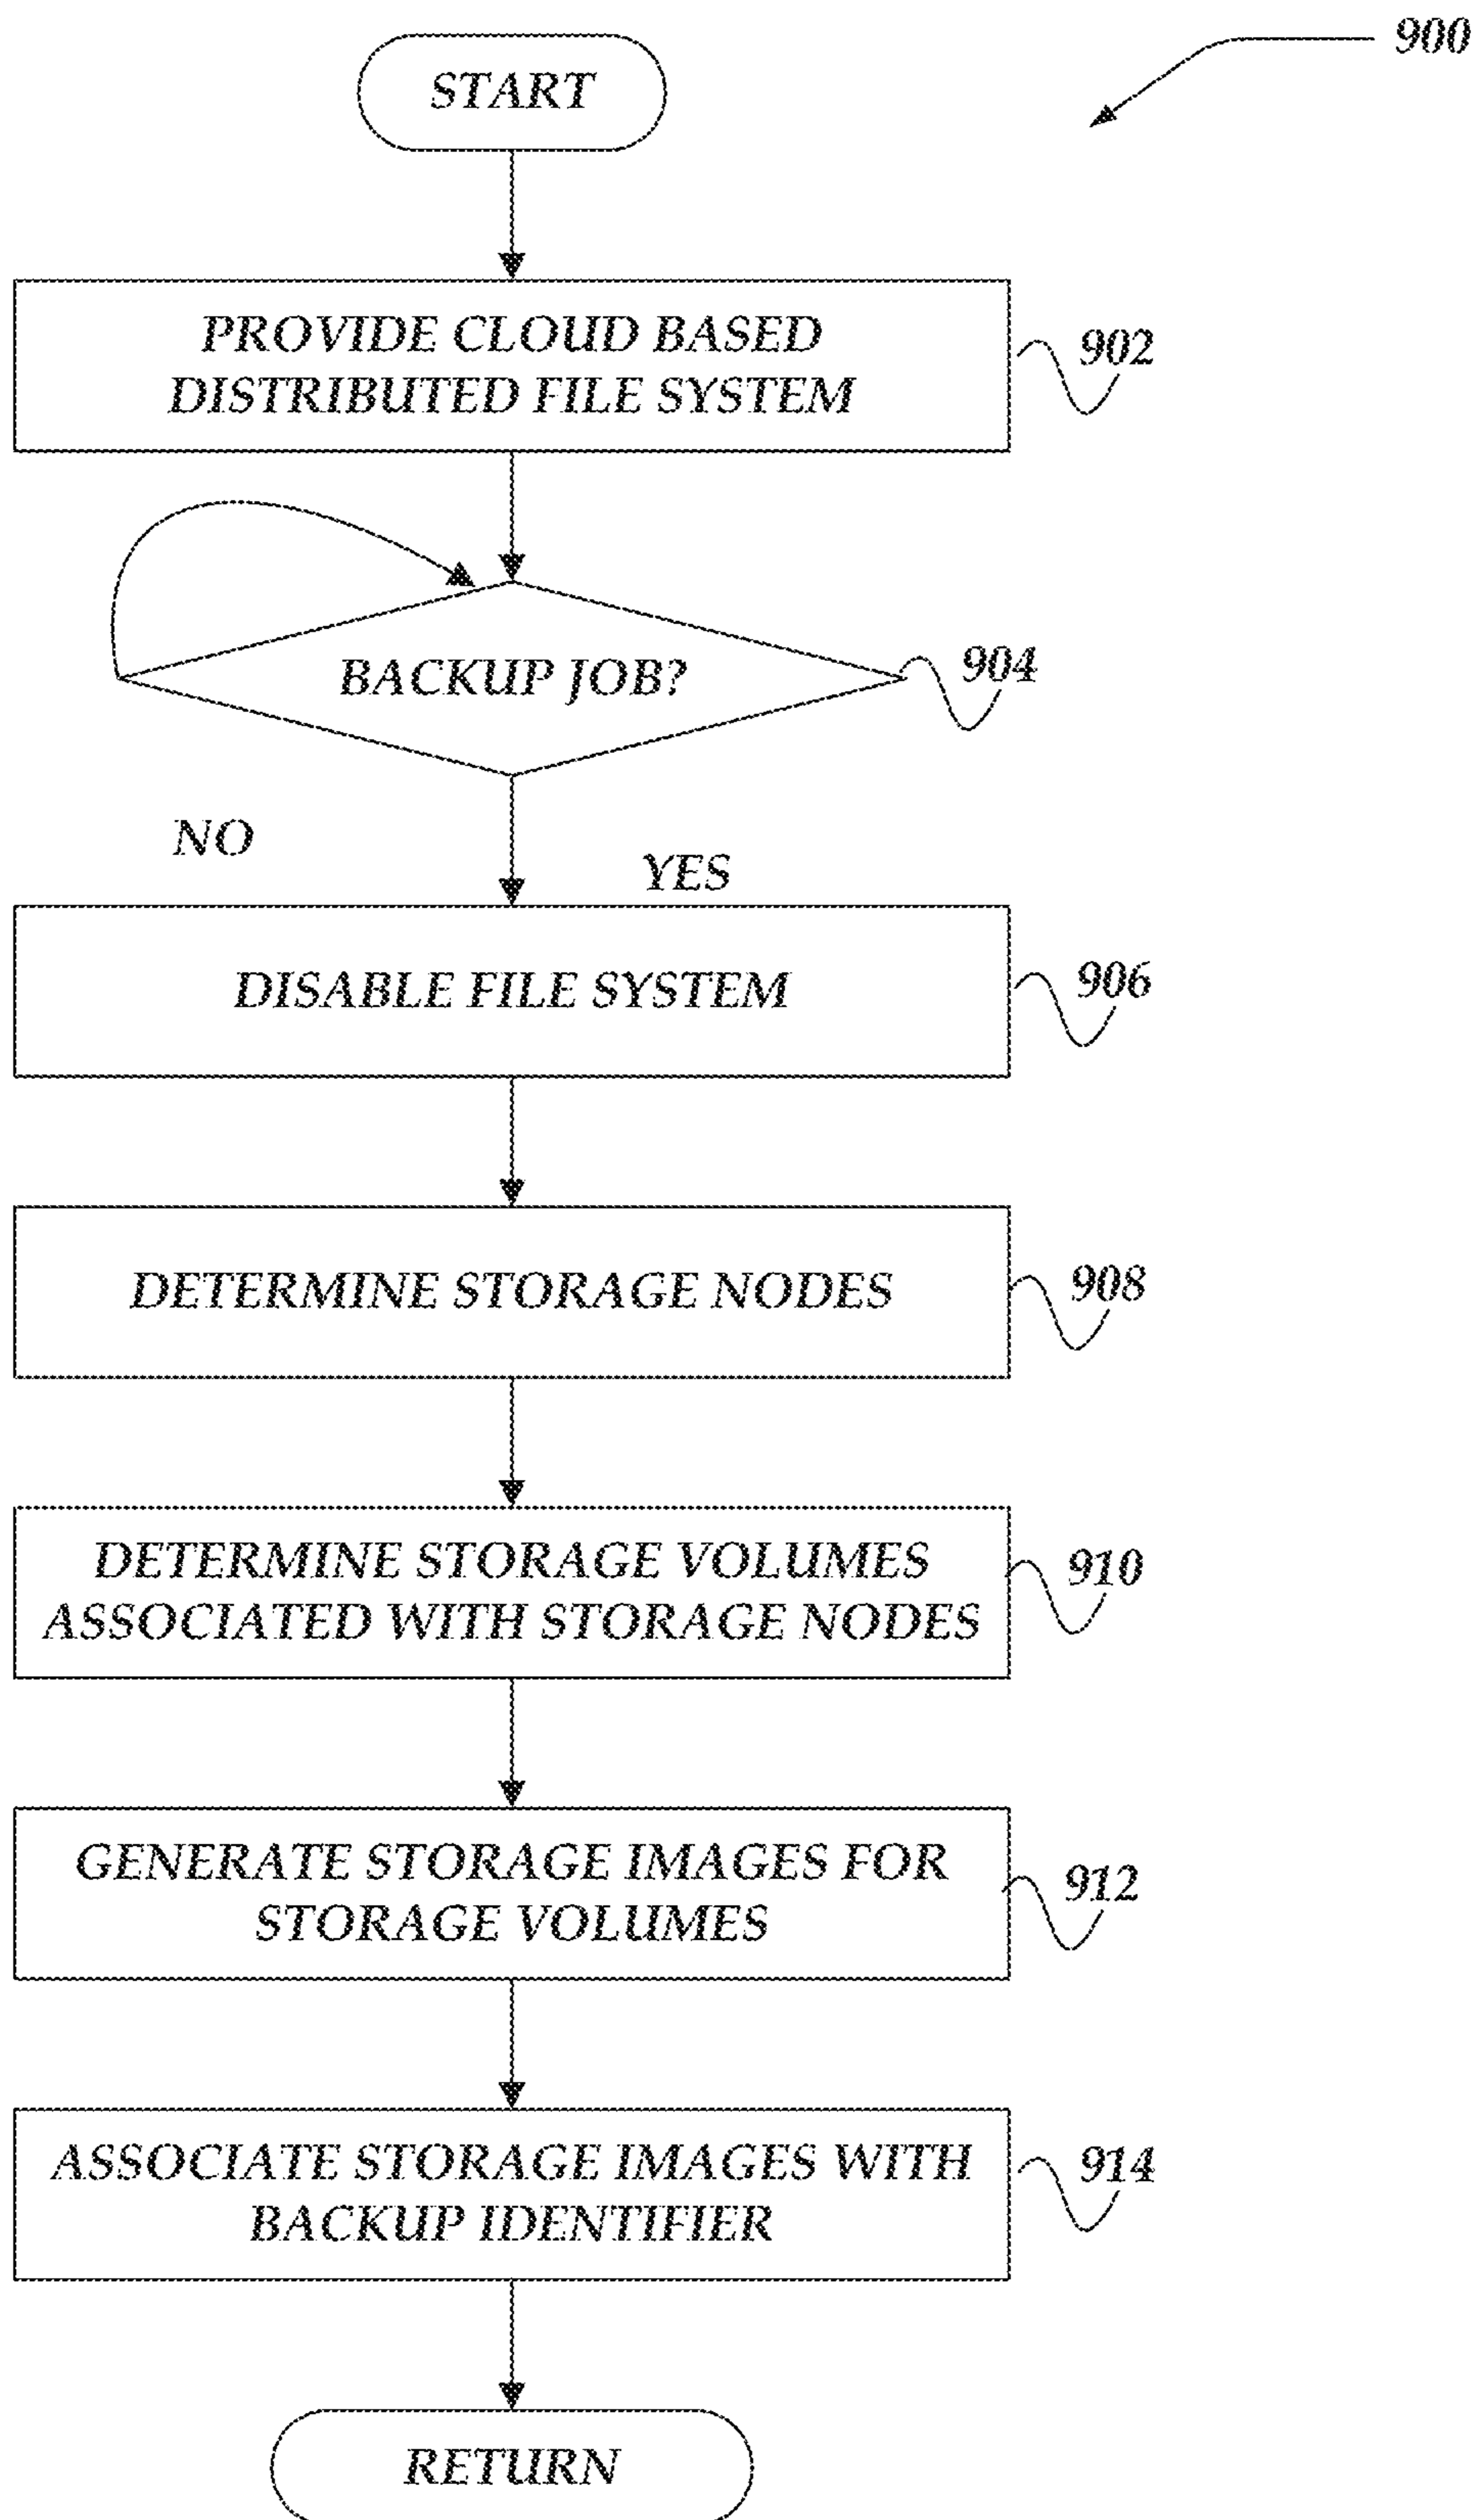 900
START
PROVIDE CLOUD BASED
DISTRIBUTED FILE SYSTEM
902
BACKUP JOB?
904
NO
YES
DISABLE FILE SYSTEM
906
DETERMINE STORAGE NODES
908
DETERMINE STORAGE VOLUMES
ASSOCIATED WITH STORAGE NODES
910
GENERATE STORAGE IMAGES FOR
STORAGE VOLUMES
912
ASSOCIATE STORAGE IMAGES WITH
BACKUP IDENTIFIER
914
RETURN